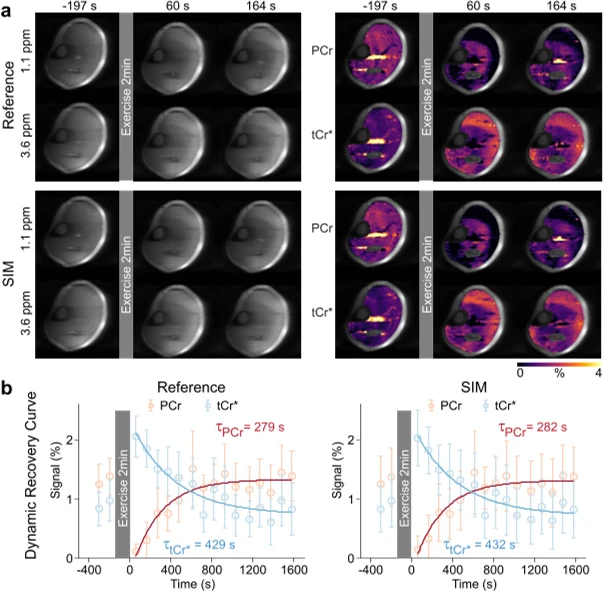 a
-197 s 60 s 164 s -197 s 60 s 164 s
Reference
1.1 ppm
3.6 ppm
Exercise 2min
PCr
tCr*
Exercise 2min
SIM
1.1 ppm
3.6 ppm
Exercise 2min
PCr
tCr*
Exercise 2min
0 % 4
b
Dynamic Recovery Curve
Reference
PCr tCr*
Exercise 2min
τPCr= 279 s
τtCr* = 429 s
Signal (%)
2
1
0
-400 0 400 800 1200 1600
Time (s)
SIM
PCr tCr*
Exercise 2min
τPCr= 282 s
τtCr* = 432 s
Signal (%)
2
1
0
-400 0 400 800 1200 1600
Time (s)